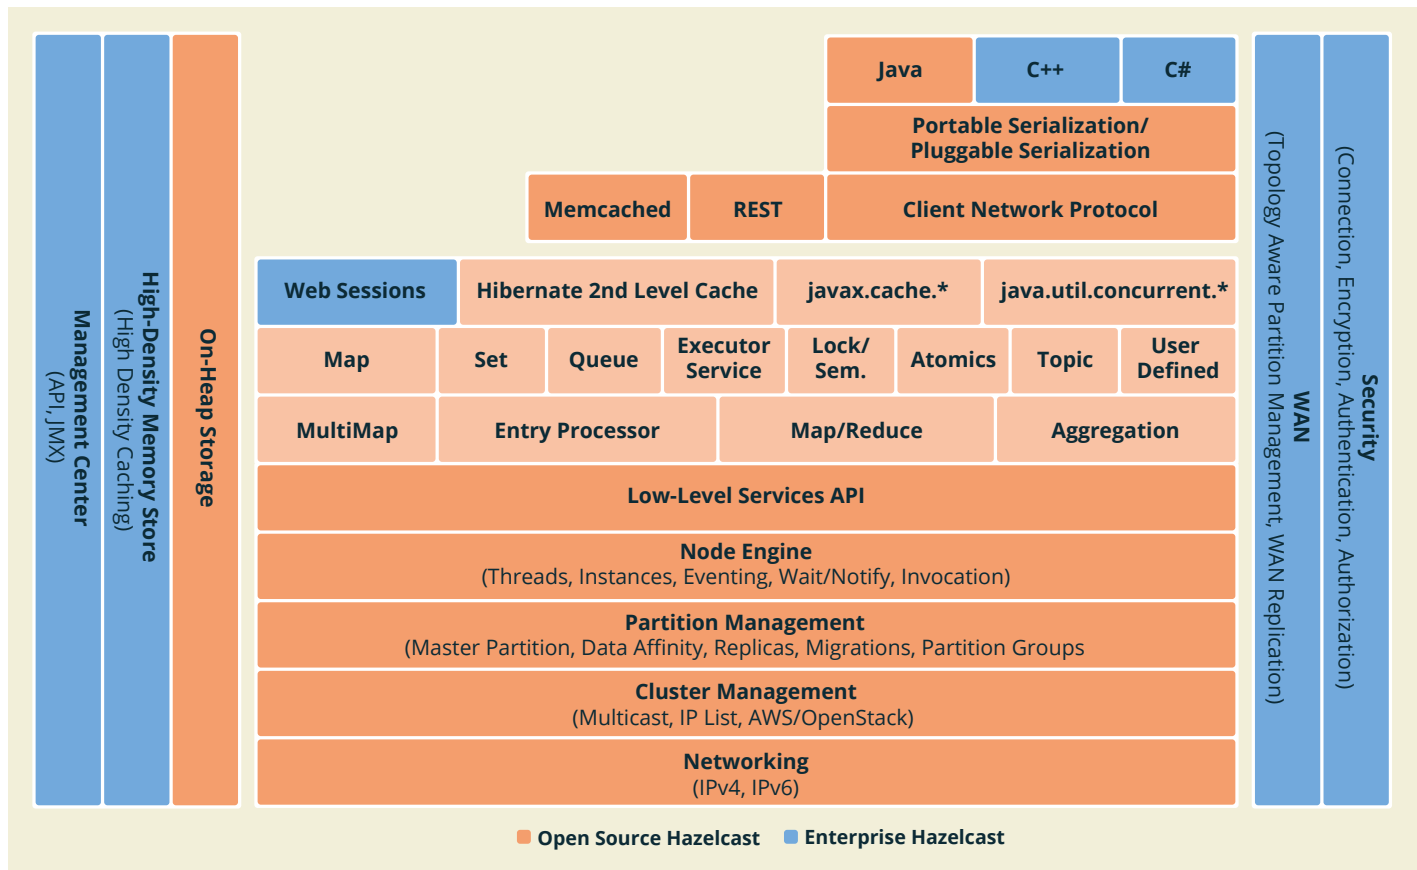 Management Center
(API, JMX)
High-Density Memory Store
(High Density Caching)
On-Heap Storage
Java
C++
C#
Portable Serialization/
Pluggable Serialization
Memcached
REST
Client Network Protocol
Web Sessions
Hibernate 2nd Level Cache
javax.cache.*
java.util.concurrent.*
Map
Set
Queue
Executor
Service
Lock/
Sem.
Atomics
Topic
User
Defined
MultiMap
Entry Processor
Map/Reduce
Aggregation
Low-Level Services API
Node Engine
(Threads, Instances, Eventing, Wait/Notify, Invocation)
Partition Management
(Master Partition, Data Affinity, Replicas, Migrations, Partition Groups
Cluster Management
(Multicast, IP List, AWS/OpenStack)
Networking
(IPv4, IPv6)
WAN
(Topology Aware Partition Management, WAN Replication)
Security
(Connection, Encryption, Authentication, Authorization)
Open Source Hazelcast
Enterprise Hazelcast